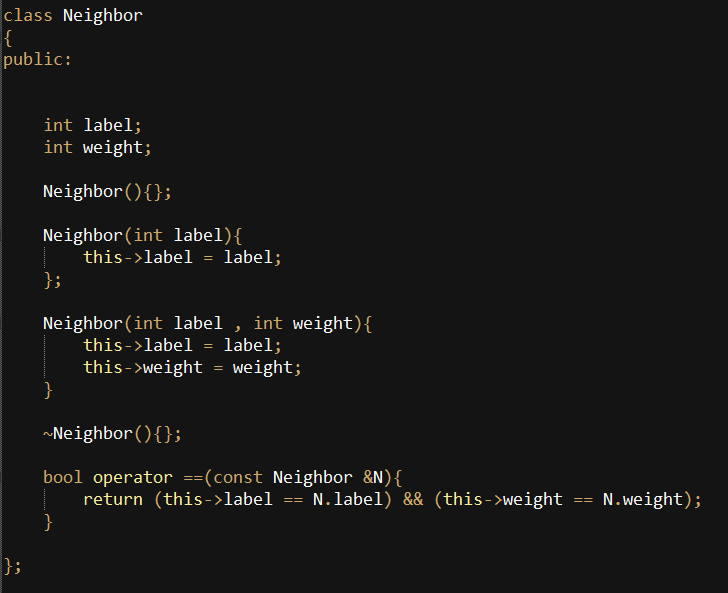 class Neighbor
{
public:
int label;
int weight;
Neighbor(){};
Neighbor(int label){
this->label = label;
};
Neighbor(int label , int weight){
this->label = label;
this->weight = weight;
}
~Neighbor(){};
bool operator ==(const Neighbor &N){
return (this->label == N.label) && (this->weight == N.weight);
}
};